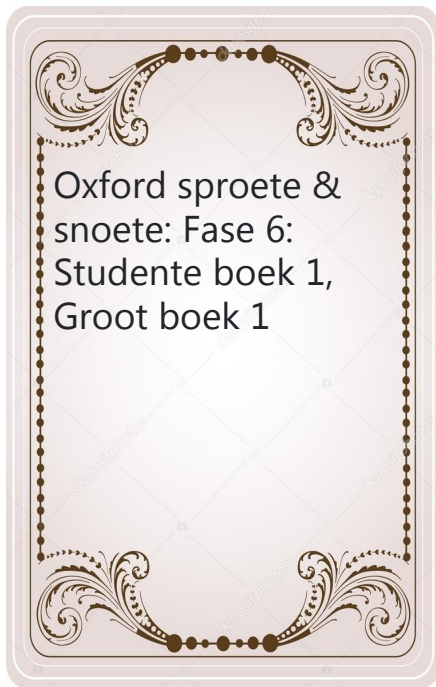 Oxford sproete &
snoete: Fase 6:
Studente boek 1,
Groot boek 1